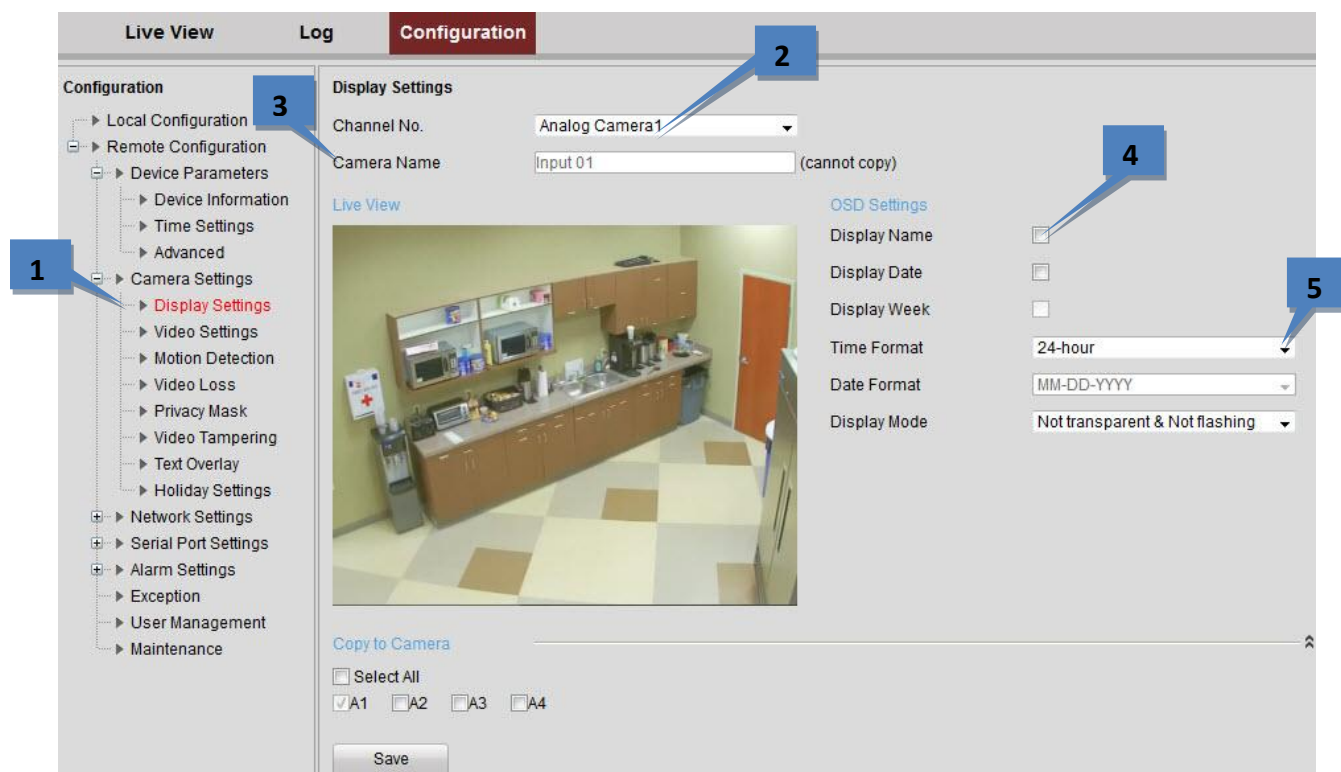 Live View Log Configuration
2
Configuration
Display Settings
3
Local Configuration
Channel No. Analog Camera1
Remote Configuration
Camera Name Input 01 (cannot copy)
4
Device Parameters
Device Information
Time Settings
Advanced
1
Camera Settings
Display Settings
Video Settings
Motion Detection
Video Loss
Privacy Mask
Video Tampering
Text Overlay
Holiday Settings
Network Settings
Serial Port Settings
Alarm Settings
Exception
User Management
Maintenance
Live View
OSD Settings
Display Name
Display Date
5
Display Week
Time Format 24-hour
Date Format MM-DD-YYYY
Display Mode Not transparent & Not flashing
Copy to Camera
Select All
A1 A2 A3 A4
Save